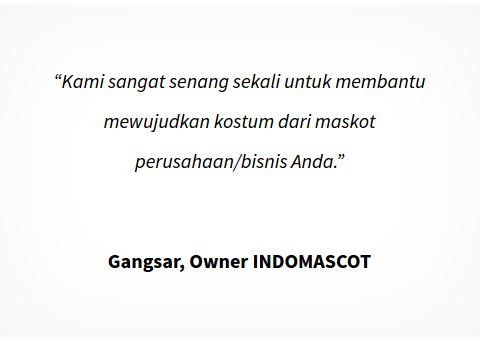 “Kami sangat senang sekali untuk membantu
mewujudkan kostum dari maskot
perusahaan/bisnis Anda.”
Gangsar, Owner INDOMASCOT